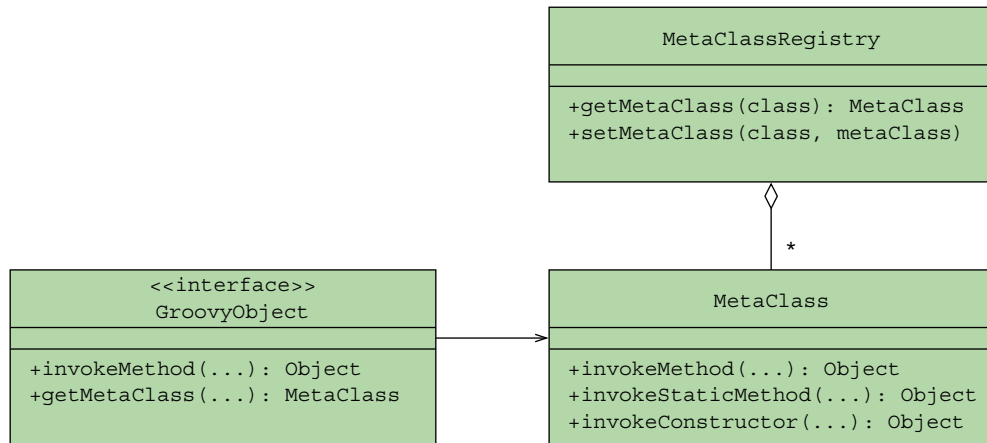 MetaClassRegistry
+getMetaClass(class): MetaClass
+setMetaClass(class, metaClass)
*
<<interface>>
GroovyObject
+invokeMethod(...): Object
+getMetaClass(...): MetaClass
MetaClass
+invokeMethod(...): Object
+invokeStaticMethod(...): Object
+invokeConstructor(...): Object